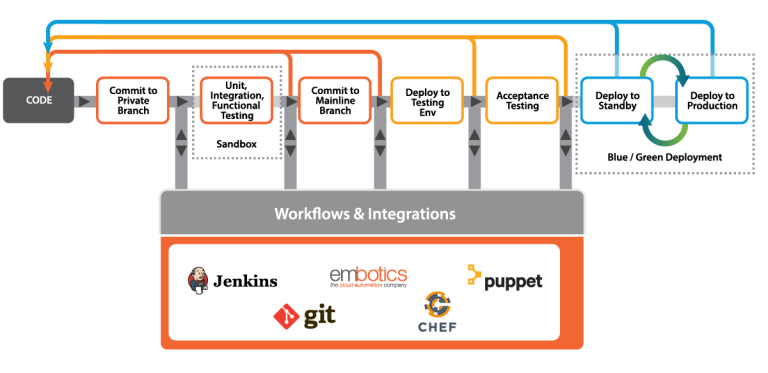 CODE
Commit to
Private
Branch
Unit,
Integration,
Functional
Testing
Sandbox
Commit to
Mainline
Branch
Deploy to
Testing
Env
Acceptance
Testing
Deploy to
Standby
Deploy to
Production
Blue / Green Deployment
Workflows & Integrations
Jenkins
embotics
the cloud automation company
puppet
git
CHEF